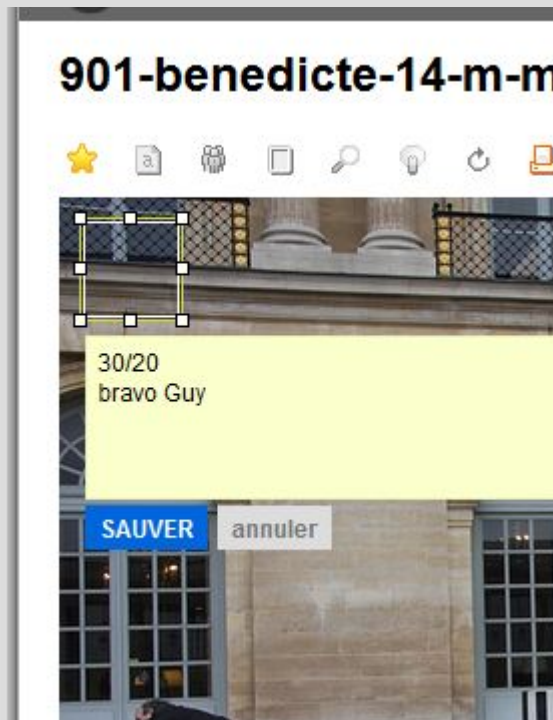 901-benedicte-14-m-m
a
30/20
bravo Guy
SAUVER
annuler